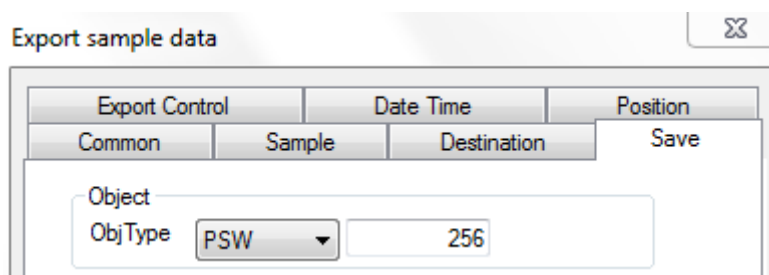 Export sample data
Export Control Date Time Position
Common Sample Destination Save
Object
ObjType PSW 256